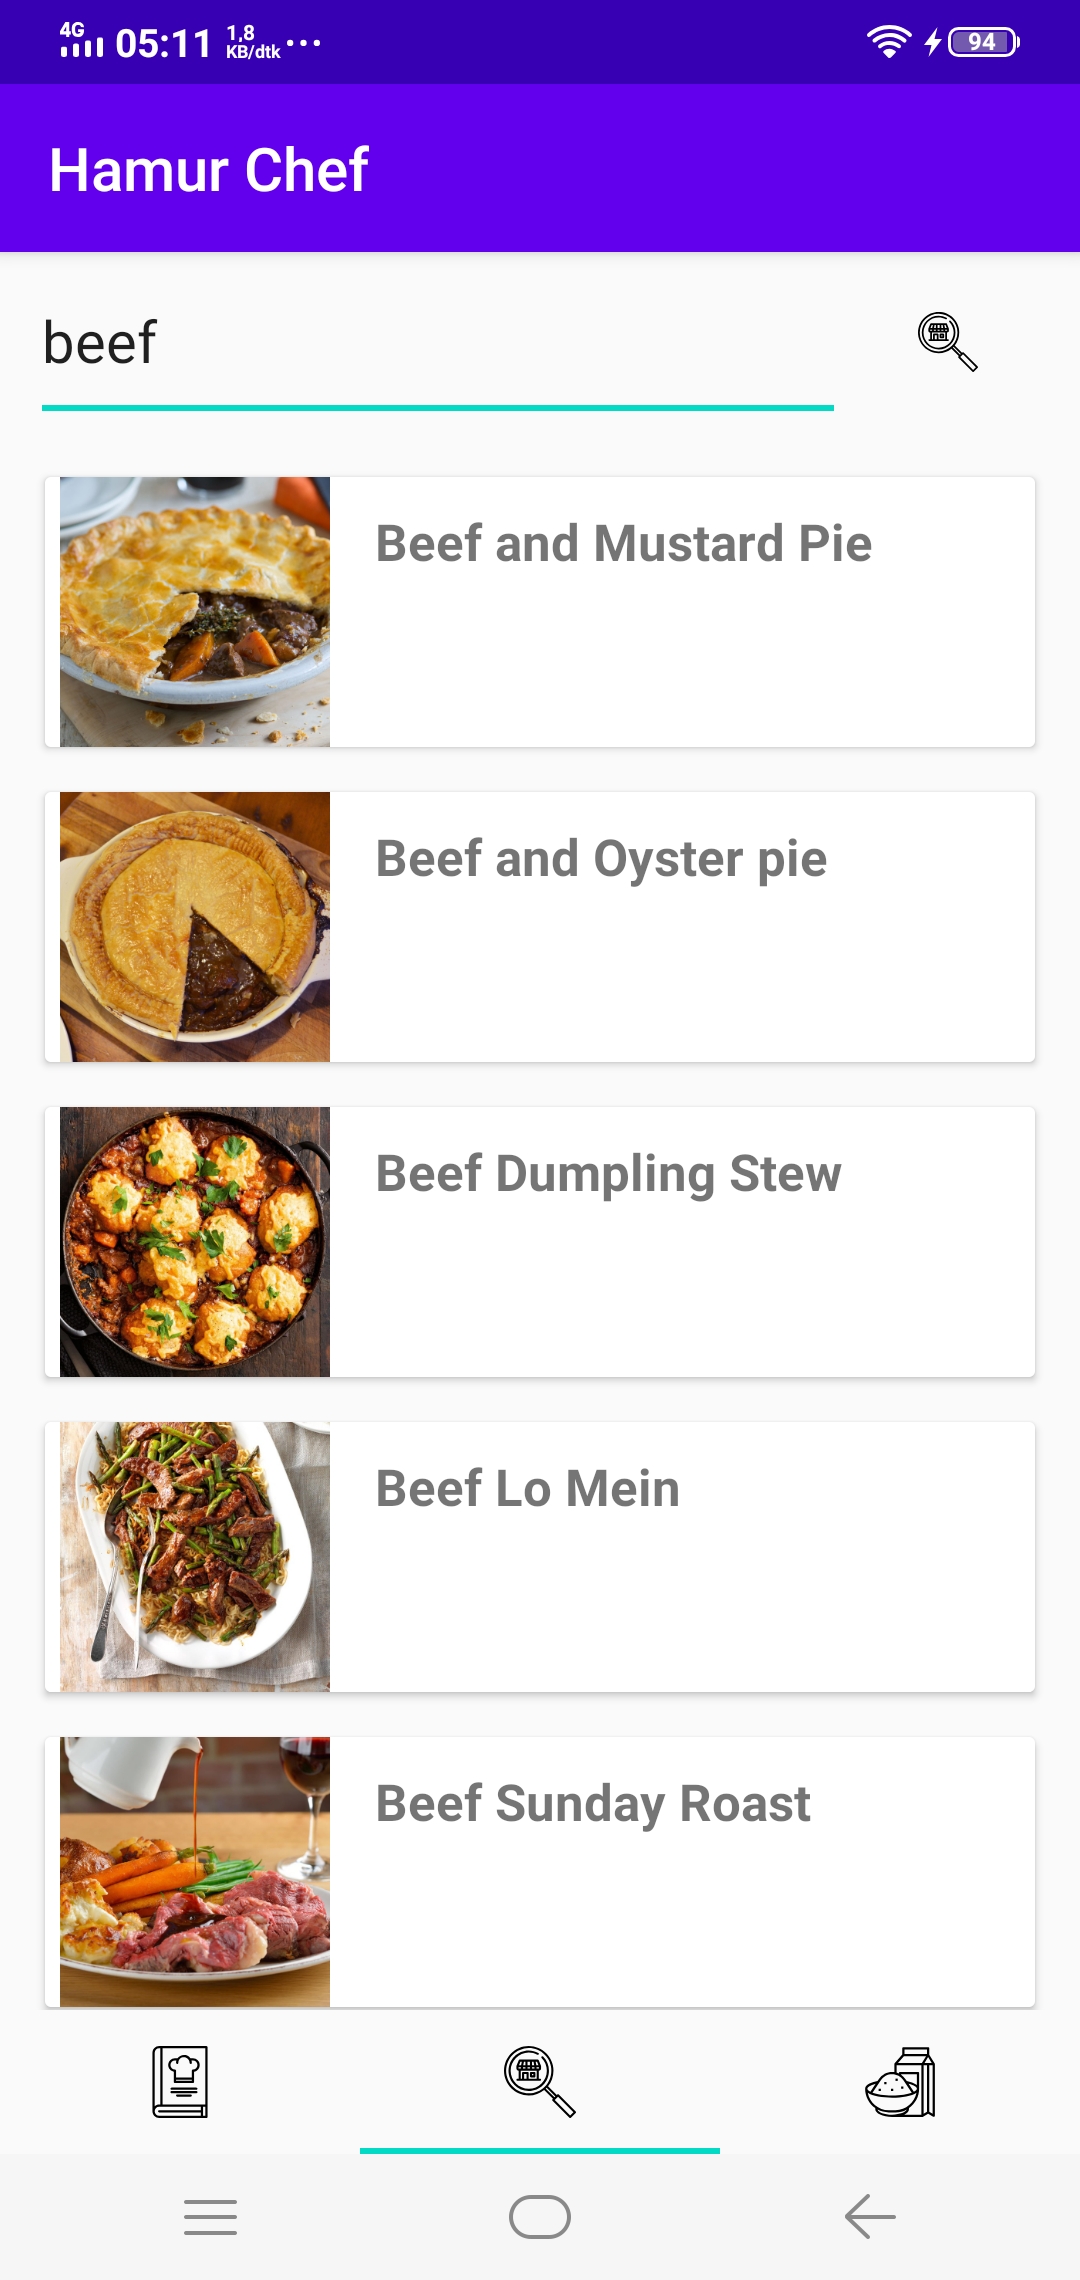 4G 05:11 1,8 KB/dtk ... 94
Hamur Chef
beef
Beef and Mustard Pie
Beef and Oyster pie
Beef Dumpling Stew
Beef Lo Mein
Beef Sunday Roast